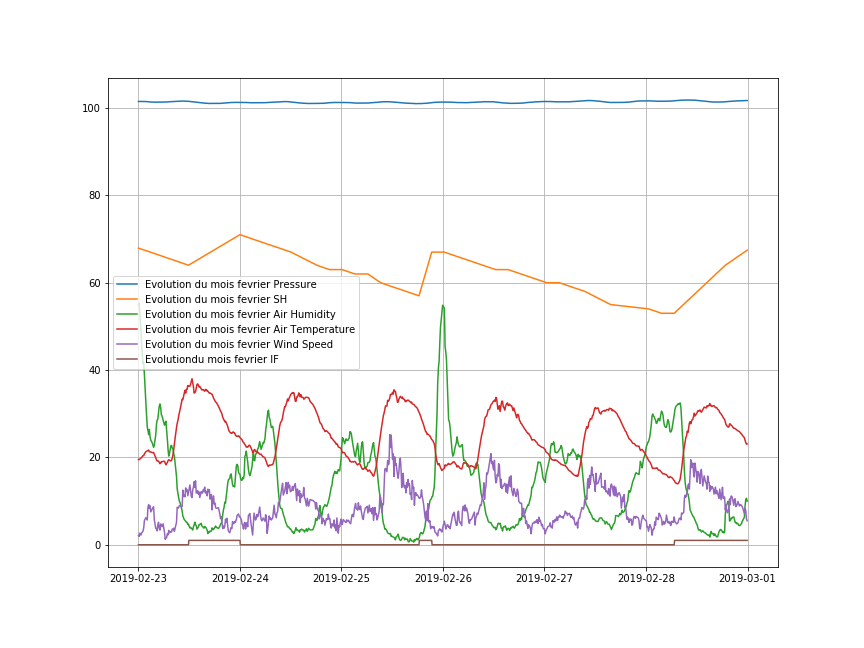 100
80
60
40
20
0
Evolution du mois fevrier Pressure
Evolution du mois fevrier SH
Evolution du mois fevrier Air Humidity
Evolution du mois fevrier Air Temperature
Evolution du mois fevrier Wind Speed
Evolutiondu mois fevrier IF
2019-02-23 2019-02-24 2019-02-25 2019-02-26 2019-02-27 2019-02-28 2019-03-01